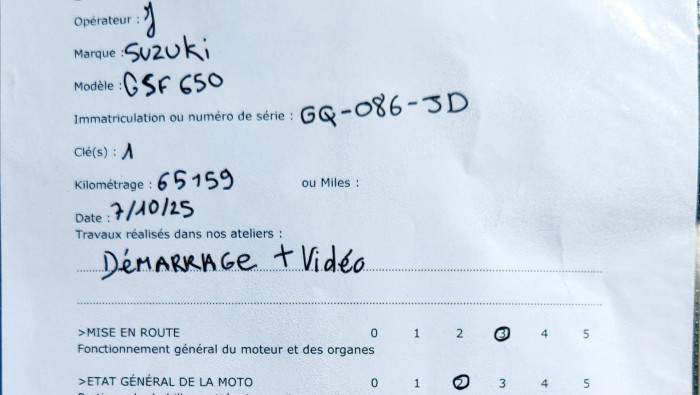 Opérateur : J
Marque : SUZUKi
Modèle : GSF 650
Immatriculation ou numéro de série : GQ-086-JD
Clé(s) : 1
Kilométrage : 65159 ou Miles :
Date : 7/10/25
Travaux réalisés dans nos ateliers :
DÉMARRAGE + Vidéo
>MISE EN ROUTE 0 1 2 3 4 5
Fonctionnement général du moteur et des organes
>ETAT GÉNÉRAL DE LA MOTO 0 1 2 3 4 5